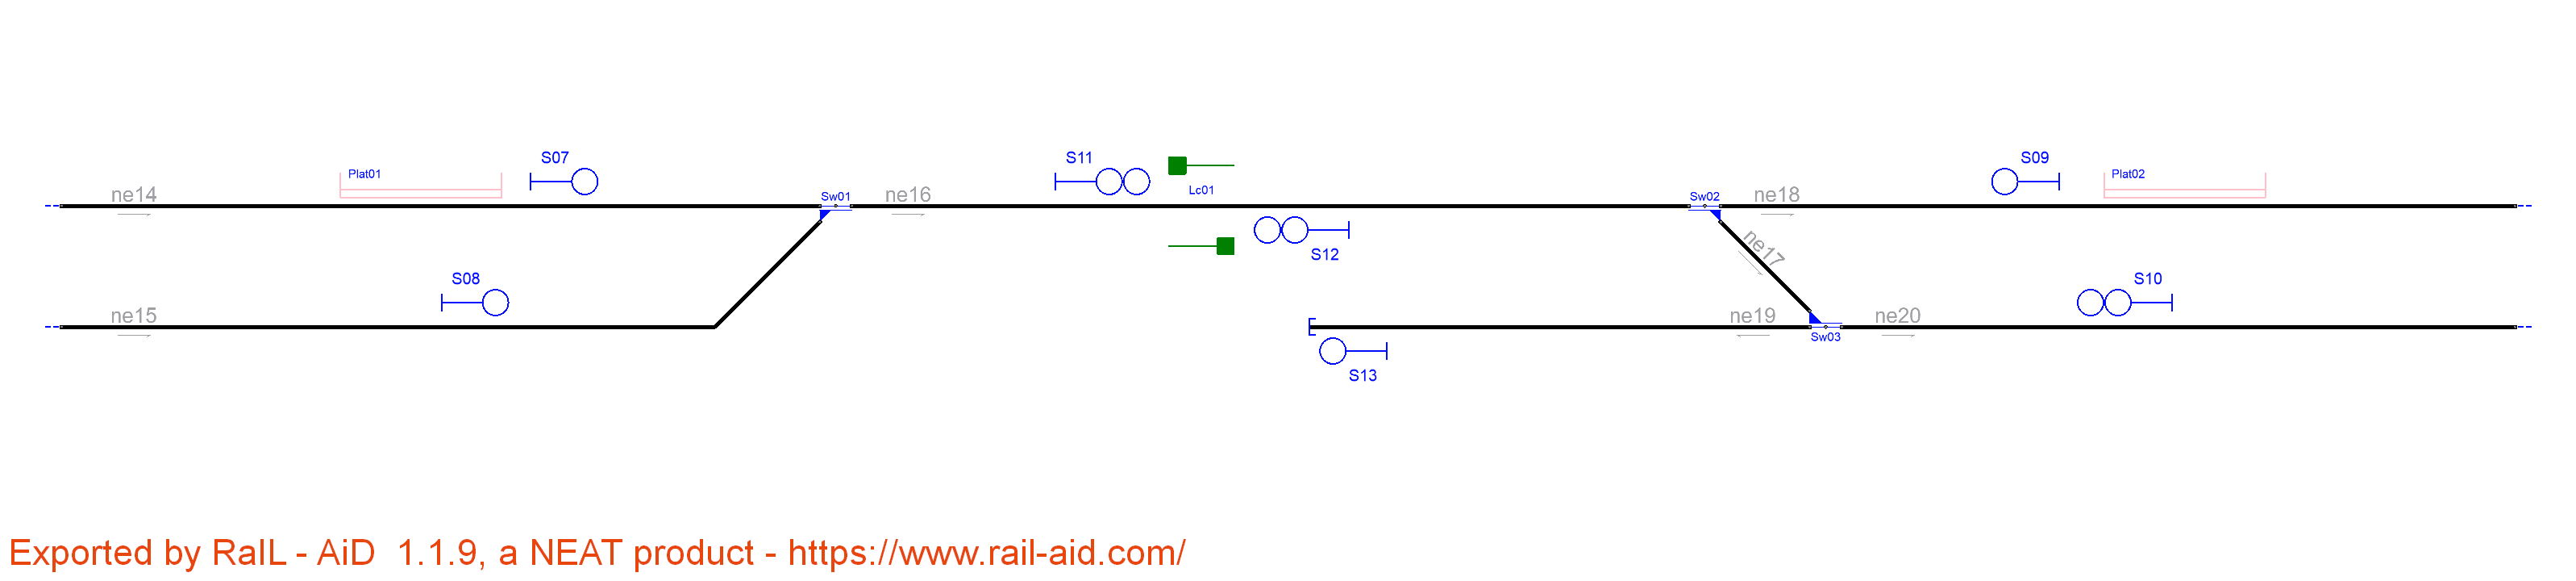 S07
S11
S09
Plat01
Plat02
Lc01
ne14
Sw01
ne16
Sw02
ne18
ne17
S12
S08
S10
ne15
ne19
ne20
Sw03
S13
Exported by RaIL - AiD  1.1.9, a NEAT product - https://www.rail-aid.com/